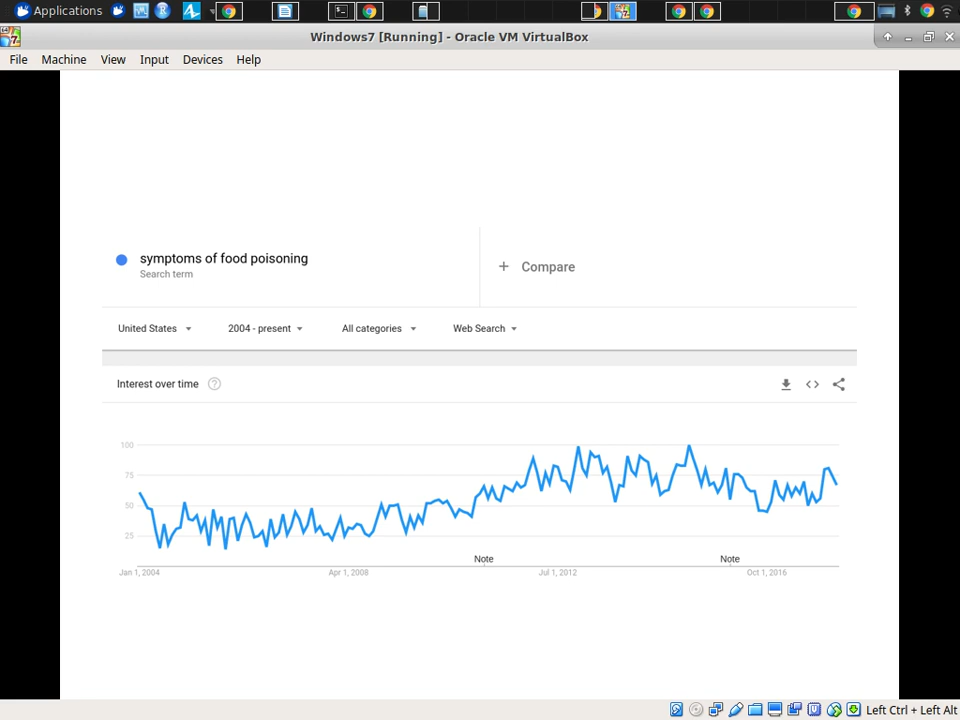 Applications
Windows7 [Running] - Oracle VM VirtualBox
File Machine View Input Devices Help
symptoms of food poisoning
Search term
+ Compare
United States 2004 - present All categories Web Search
Interest over time ?
100
75
50
25
Note Note
Jan 1, 2004 Apr 1, 2008 Jul 1, 2012 Oct 1, 2016
Left Ctrl + Left Alt